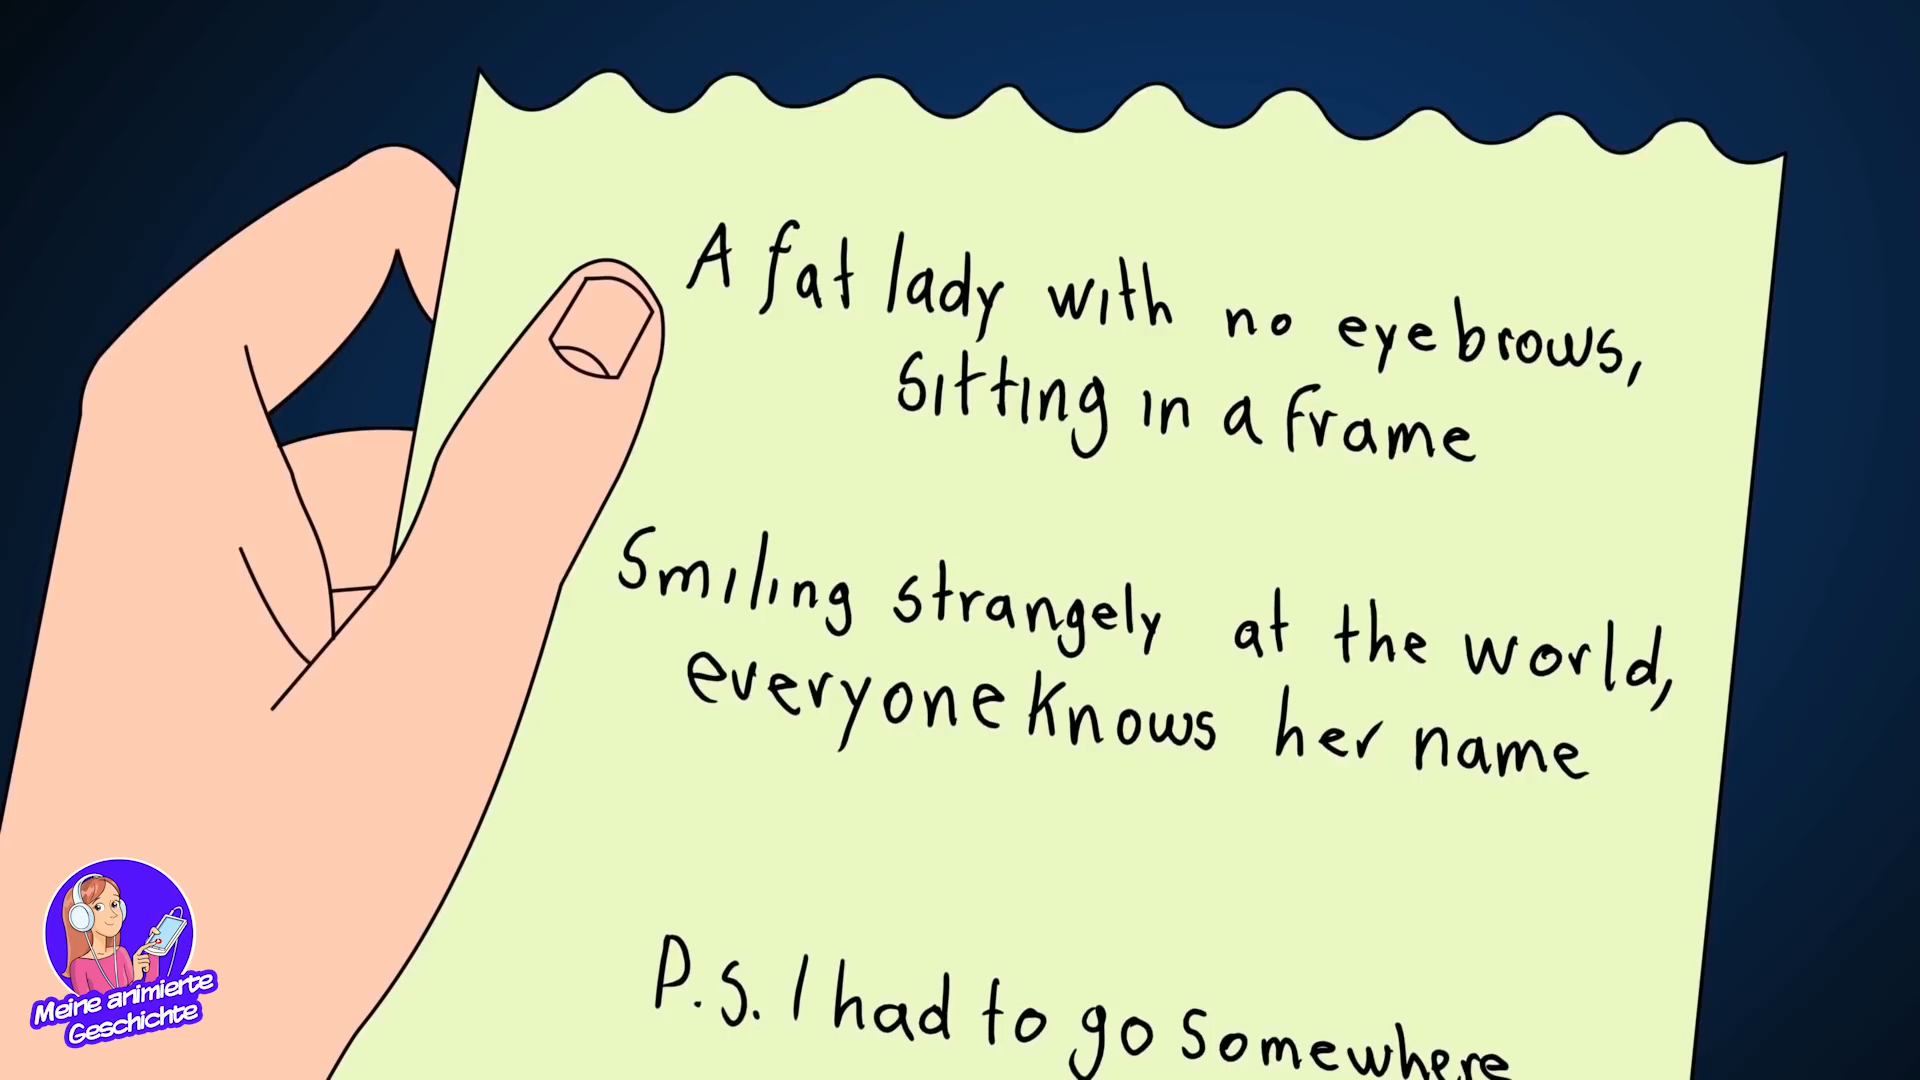 A fat lady with no eyebrows,
sitting in a frame
Smiling strangely at the world,
everyone knows her name
P.S. I had to go somewhere
Meine animierte
Geschichte